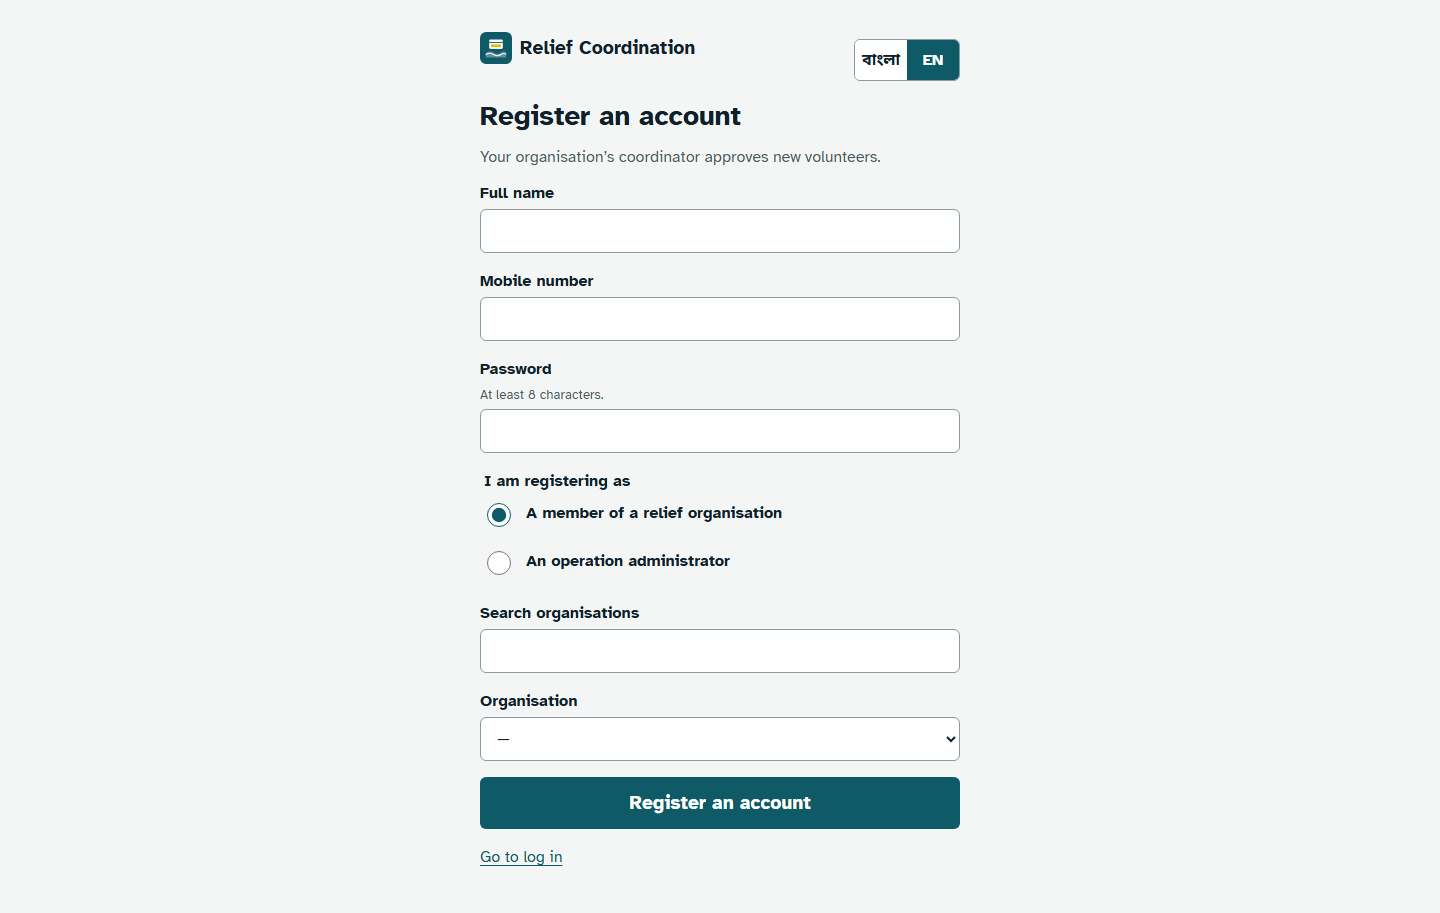 Relief Coordination
বাংলা EN
Register an account
Your organisation's coordinator approves new volunteers.
Full name
Mobile number
Password
At least 8 characters.
I am registering as
A member of a relief organisation
An operation administrator
Search organisations
Organisation
—
Register an account
Go to log in